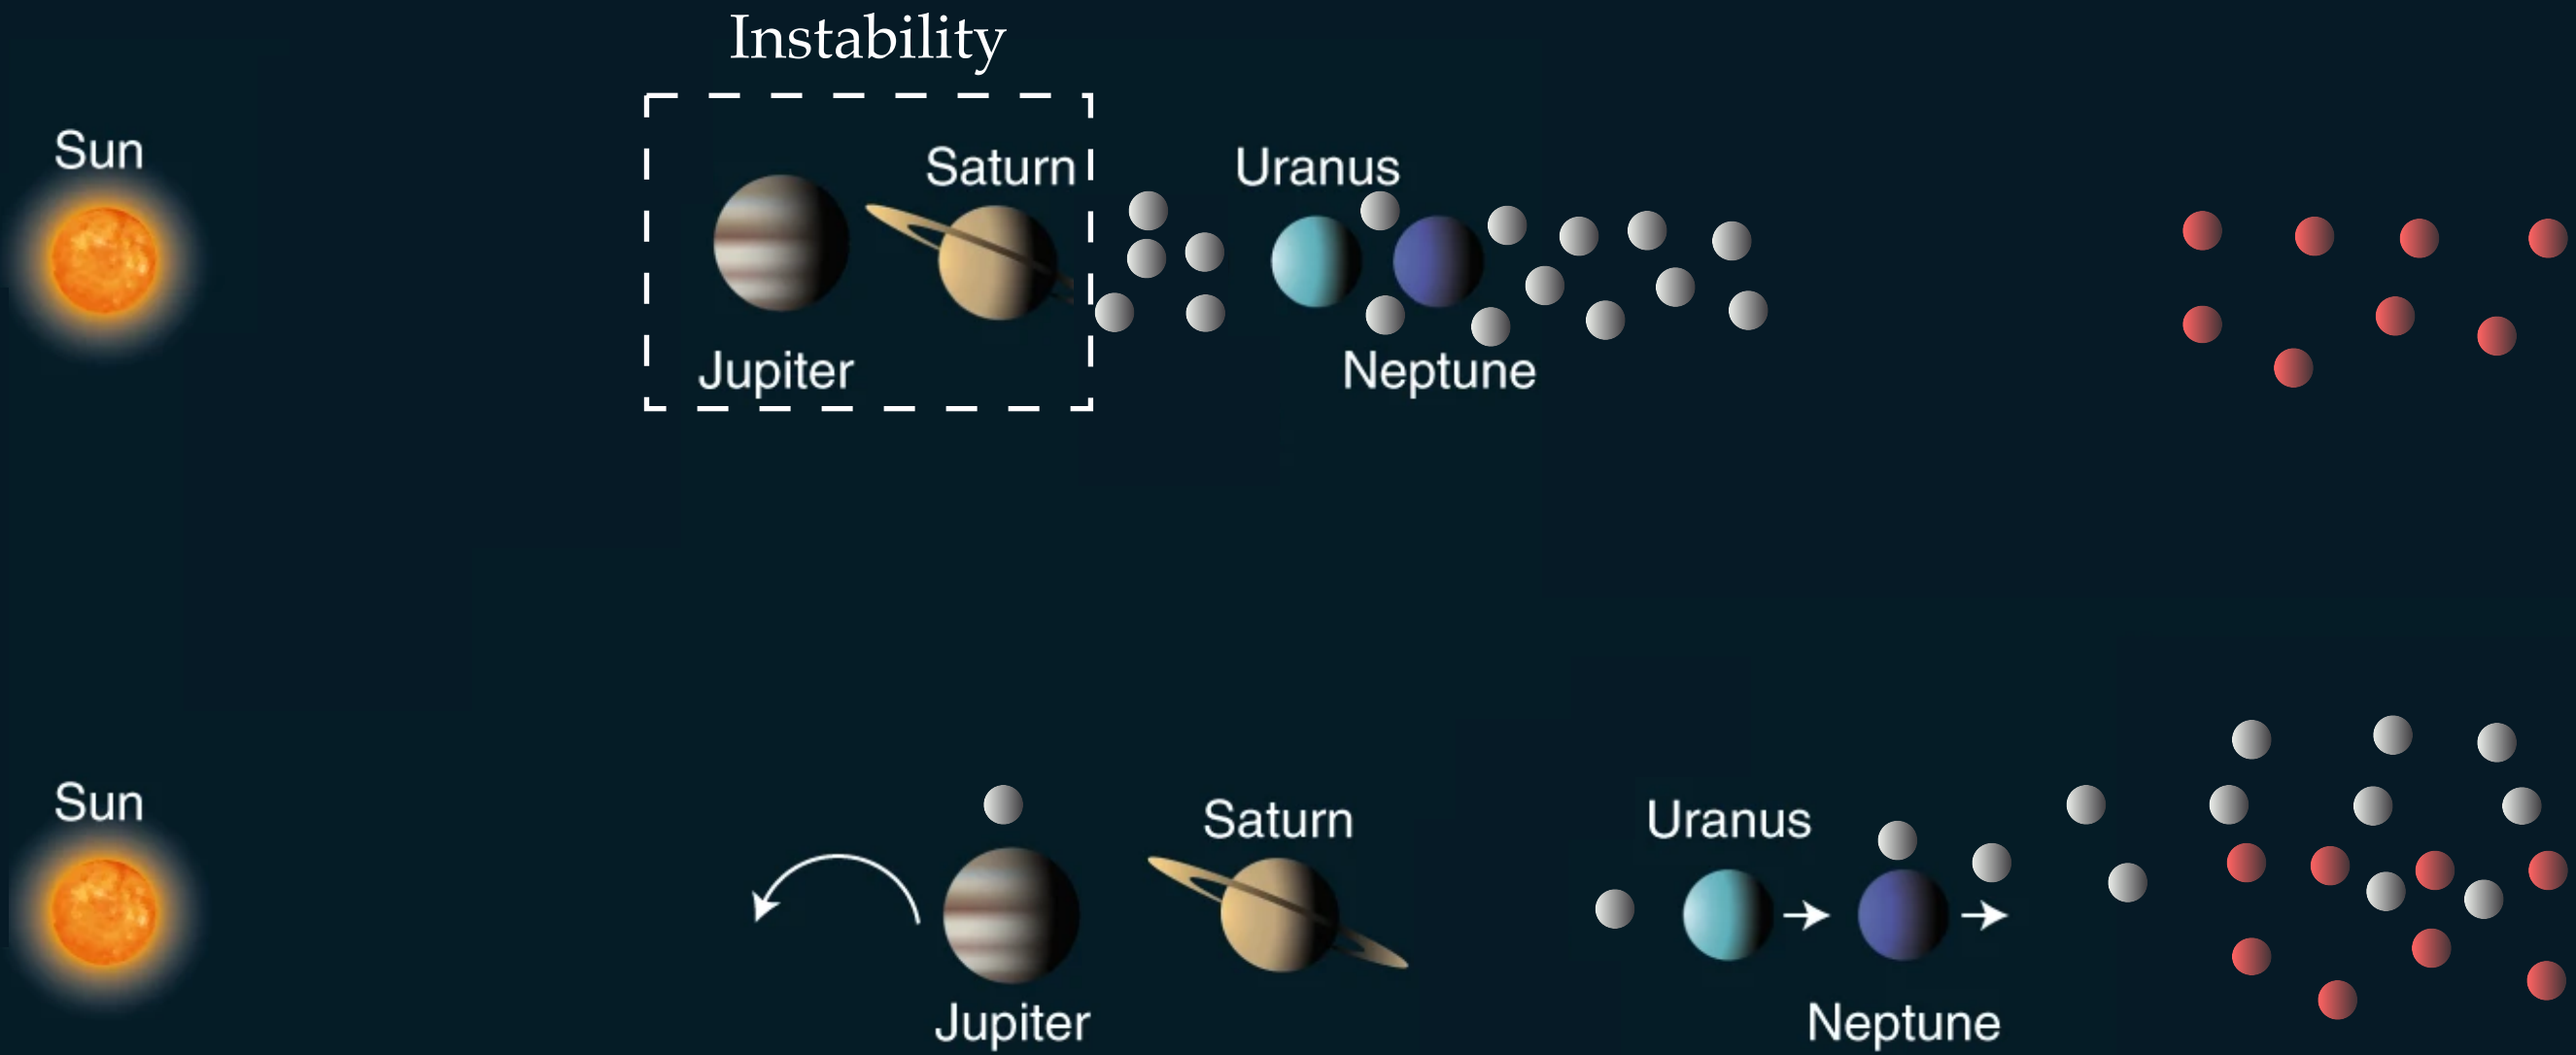 Instability
Sun
Saturn
Uranus
Jupiter
Neptune
Sun
Saturn
Uranus
Jupiter
Neptune